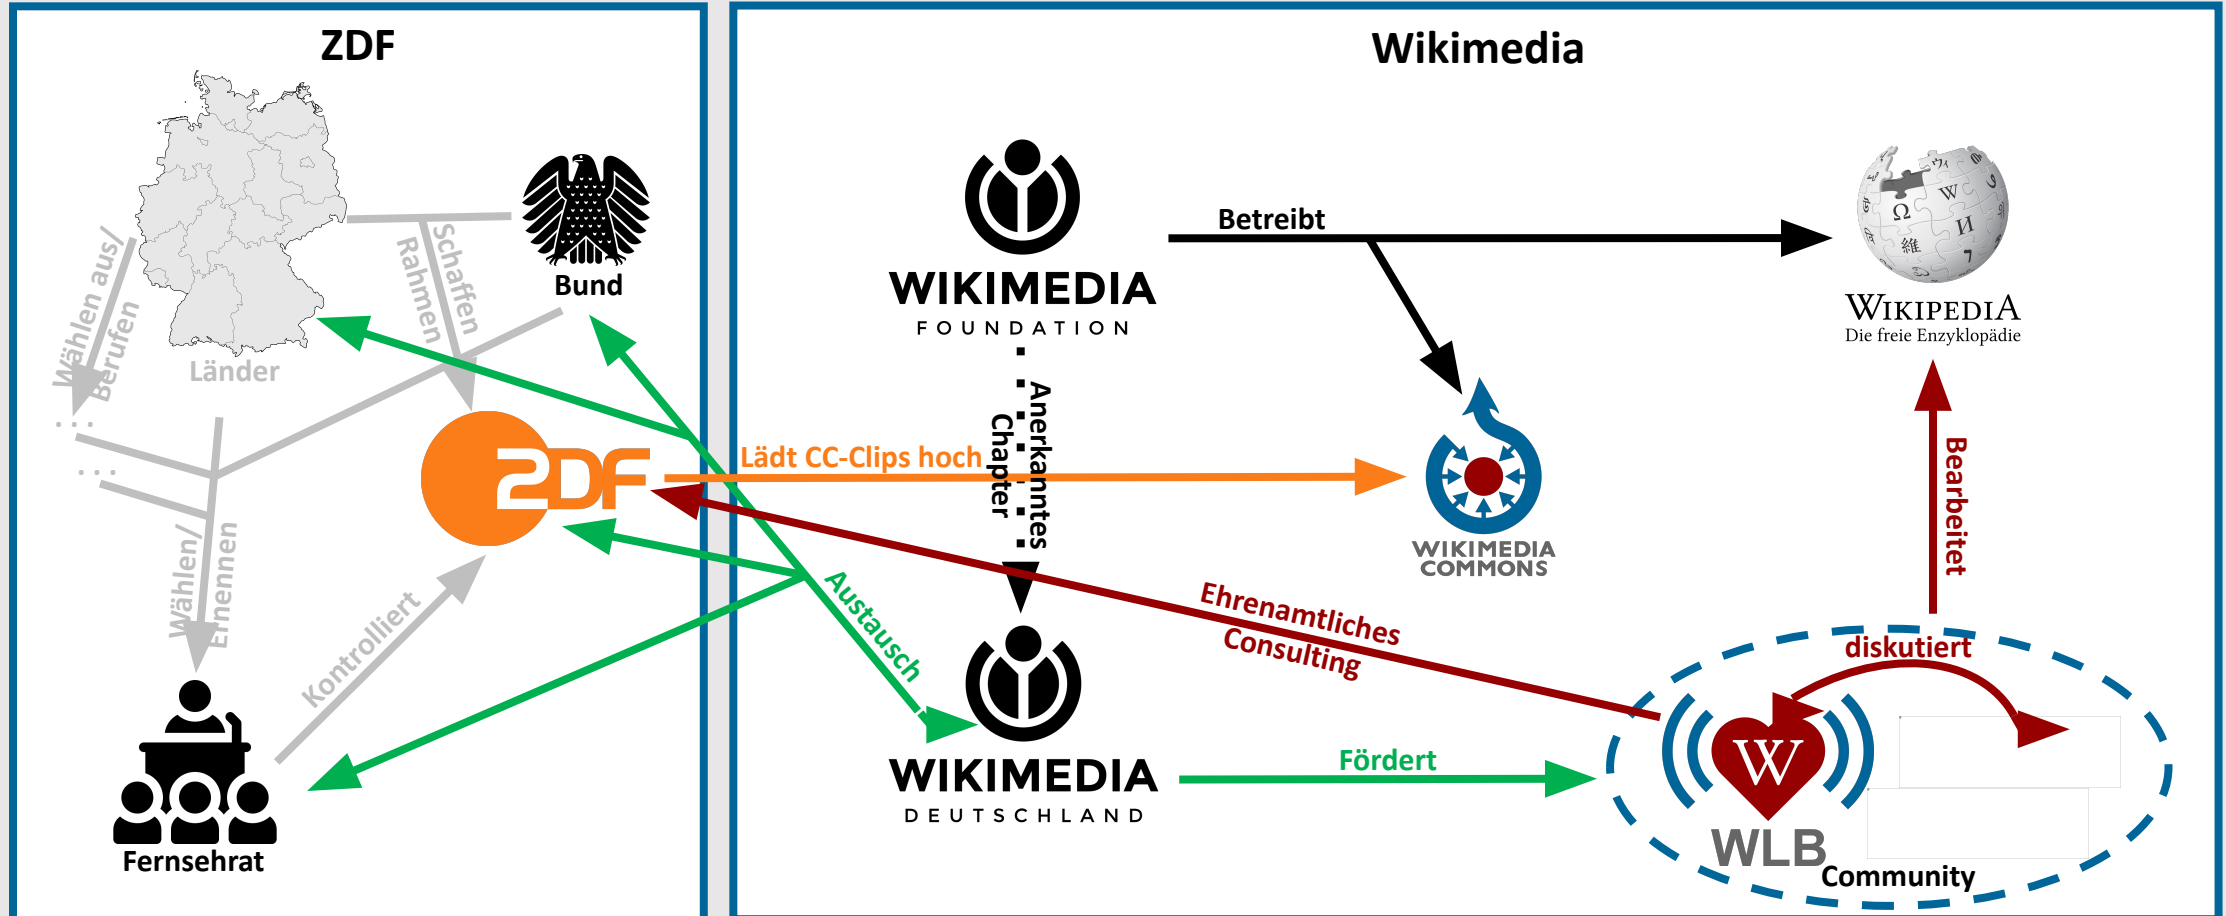 ZDF
Wikimedia
Bund
Länder
Wählen aus/
Berufen
Schaffen
Rahmen
...
...
Wählen/
Ernennen
Kontrolliert
Fernsehrat
ZDF
Lädt CC-Clips hoch
Austausch
WIKIMEDIA
FOUNDATION
Betreibt
Anerkanntes
Chapter
WIKIPEDIA
Die freie Enzyklopädie
Ω
W
И
維
WIKIMEDIA
COMMONS
Ehrenamtliches
Consulting
Bearbeitet
WIKIMEDIA
DEUTSCHLAND
Fördert
diskutiert
W
WLB
Community